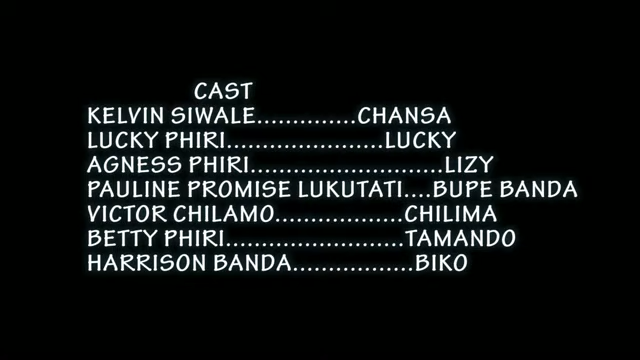 CAST
KELVIN SIWALE..............CHANSA
LUCKY PHIRI......................LUCKY
AGNESS PHIRI...........................LIZY
PAULINE PROMISE LUKUTATI....BUPE BANDA
VICTOR CHILAMO..................CHILIMA
BETTY PHIRI.........................TAMANDO
HARRISON BANDA.................BIKO